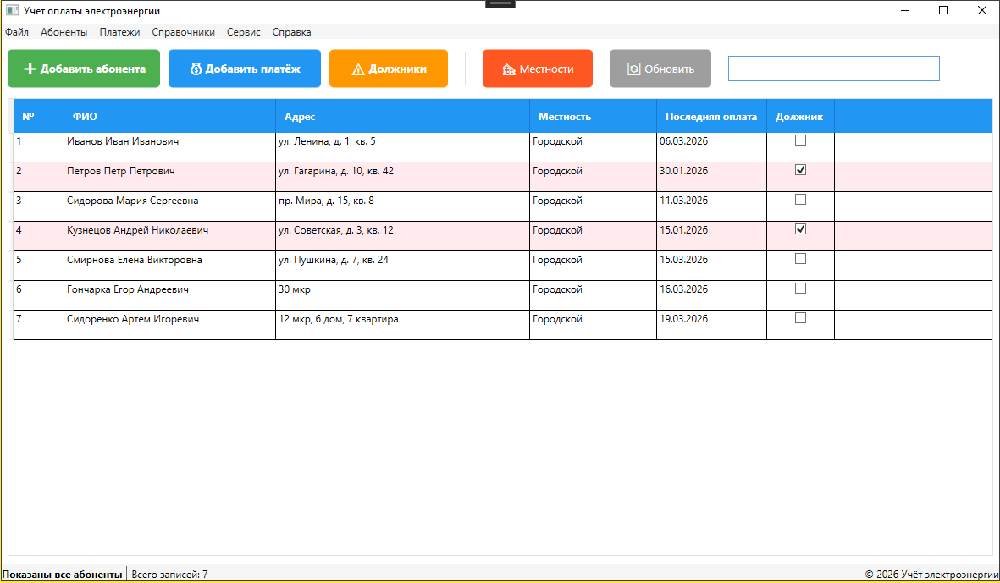 Учёт оплаты электроэнергии
Файл Абоненты Платежи Справочники Сервис Справка
Добавить абонента Добавить платёж Должники Местности Обновить
№ ФИО Адрес Местность Последняя оплата Должник
1 Иванов Иван Иванович ул. Ленина, д. 1, кв. 5 Городской 06.03.2026
2 Петров Петр Петрович ул. Гагарина, д. 10, кв. 42 Городской 30.01.2026
3 Сидорова Мария Сергеевна пр. Мира, д. 15, кв. 8 Городской 11.03.2026
4 Кузнецов Андрей Николаевич ул. Советская, д. 3, кв. 12 Городской 15.01.2026
5 Смирнова Елена Викторовна ул. Пушкина, д. 7, кв. 24 Городской 15.03.2026
6 Гончарка Егор Андреевич 30 мкр Городской 16.03.2026
7 Сидоренко Артем Игоревич 12 мкр, 6 дом, 7 квартира Городской 19.03.2026
Показаны все абоненты Всего записей: 7 © 2026 Учёт электроэнергии